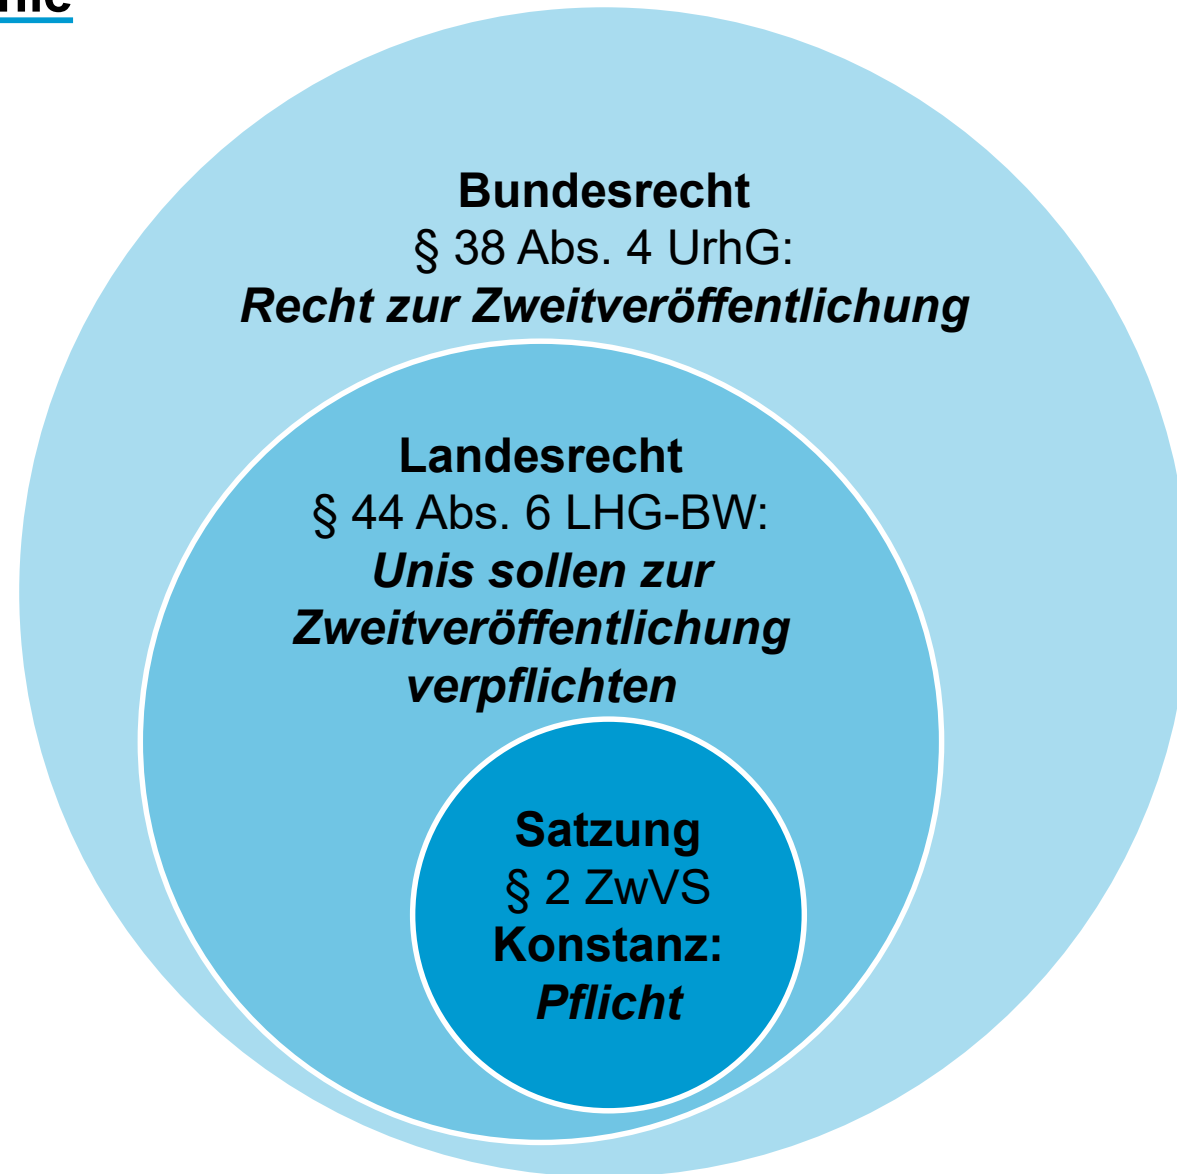 Bundesrecht
§ 38 Abs. 4 UrhG:
Recht zur Zweitveröffentlichung
Landesrecht
§ 44 Abs. 6 LHG-BW:
Unis sollen zur
Zweitveröffentlichung
verpflichten
Satzung
§ 2 ZwVS
Konstanz:
Pflicht